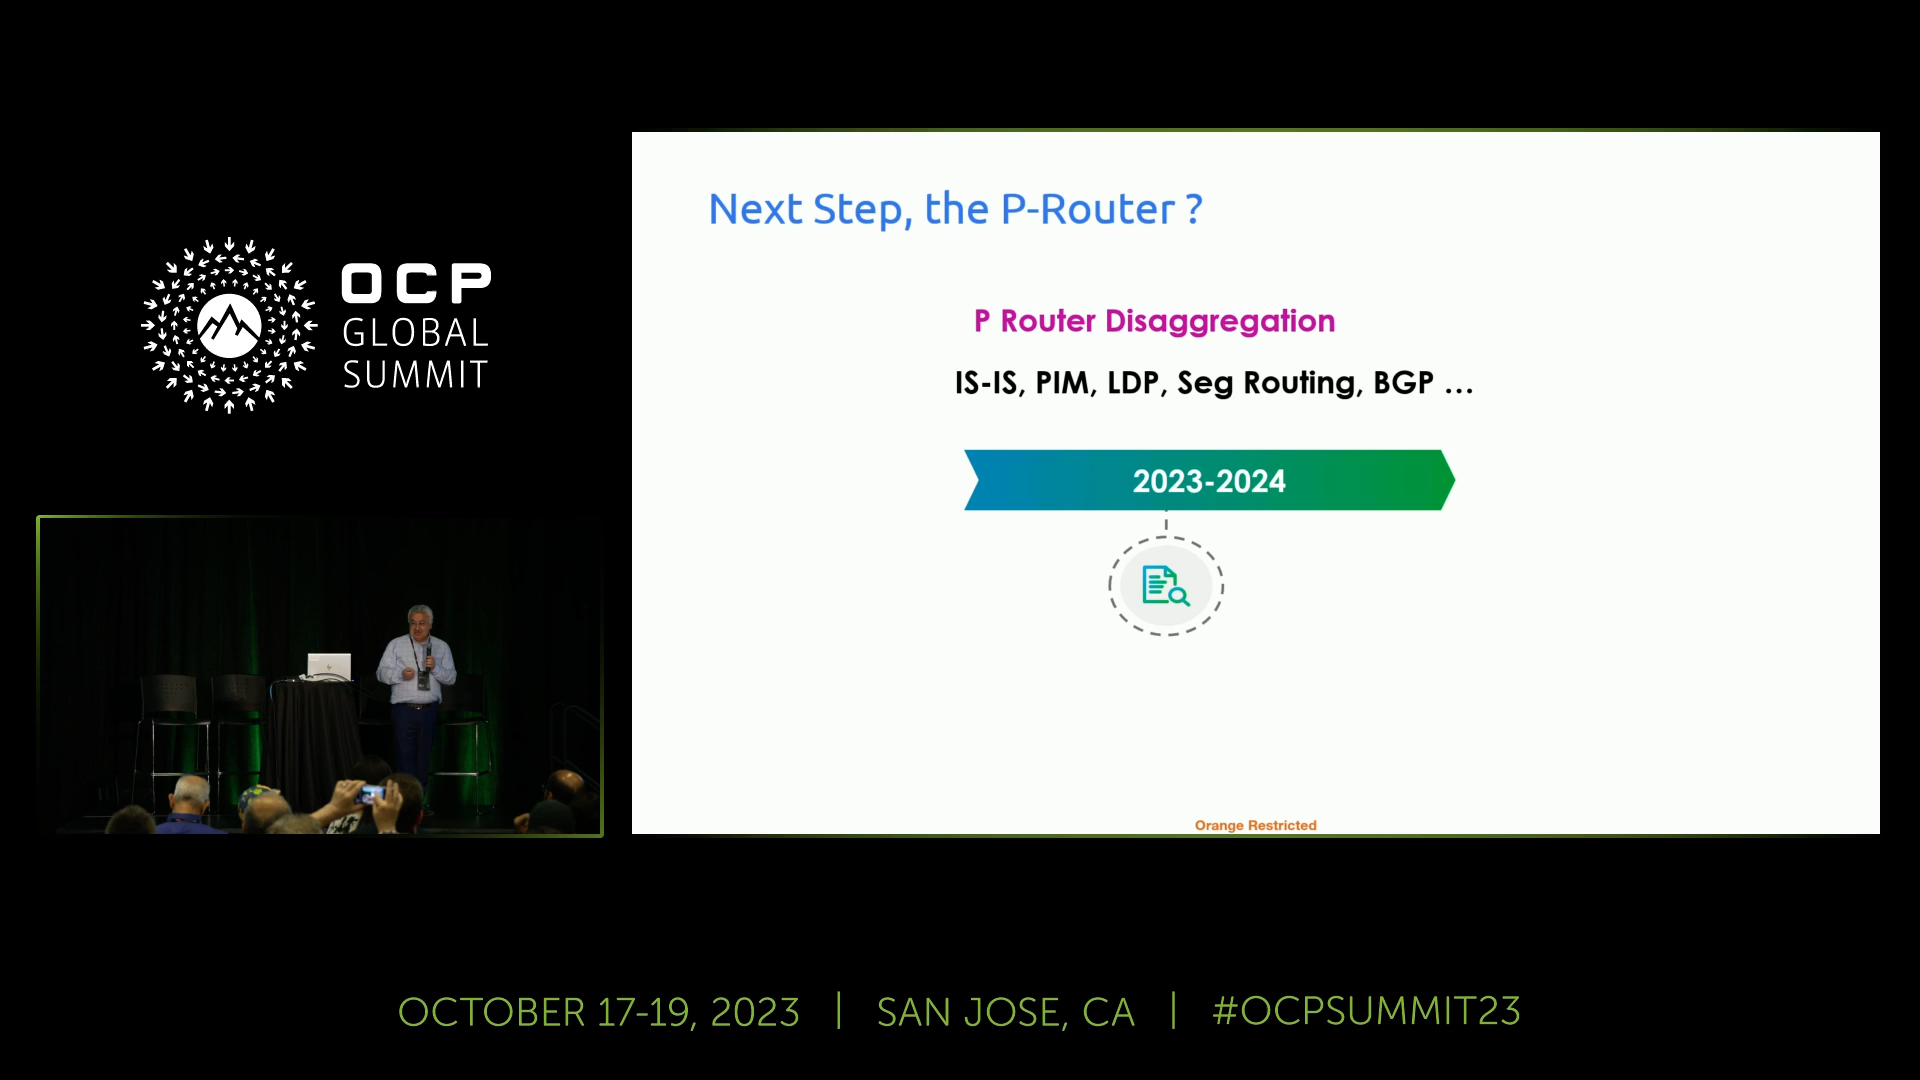 OCP
GLOBAL
SUMMIT
Next Step, the P-Router ?
P Router Disaggregation
IS-IS, PIM, LDP, Seg Routing, BGP ...
2023-2024
Orange Restricted
OCTOBER 17-19, 2023 | SAN JOSE, CA | #OCPSUMMIT23